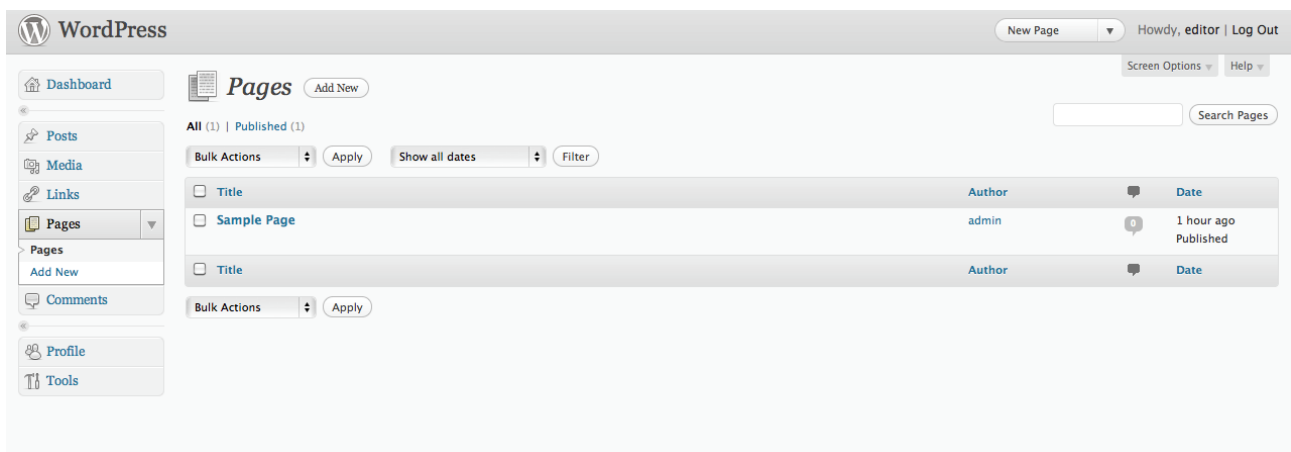 WordPress
New Page
Howdy, editor | Log Out
Screen Options
Help
Dashboard
Posts
Media
Links
Pages
Pages
Add New
Comments
Profile
Tools
Pages Add New
All (1) | Published (1)
Search Pages
Bulk Actions Apply Show all dates Filter
Title Author Date
Sample Page admin 0 1 hour ago
Published
Title Author Date
Bulk Actions Apply